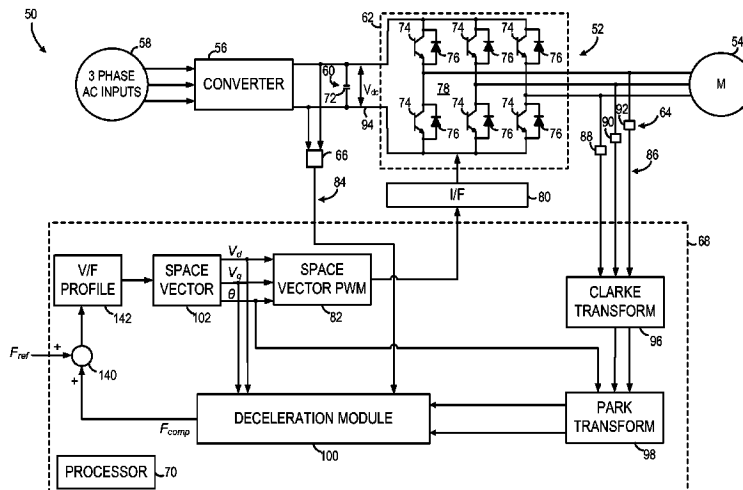 50
58
3 PHASE
AC INPUTS
56
CONVERTER
60
72
Vdc
94
62
74
74
74
76
76
76
78
74
74
74
76
76
76
52
54
M
64
92
90
88
86
66
84
I/F
80
68
V/F
PROFILE
142
SPACE
VECTOR
102
Vd
Vq
θ
SPACE
VECTOR PWM
82
CLARKE
TRANSFORM
96
Fref
+
140
+
Fcomp
DECELERATION MODULE
100
PARK
TRANSFORM
98
PROCESSOR
70